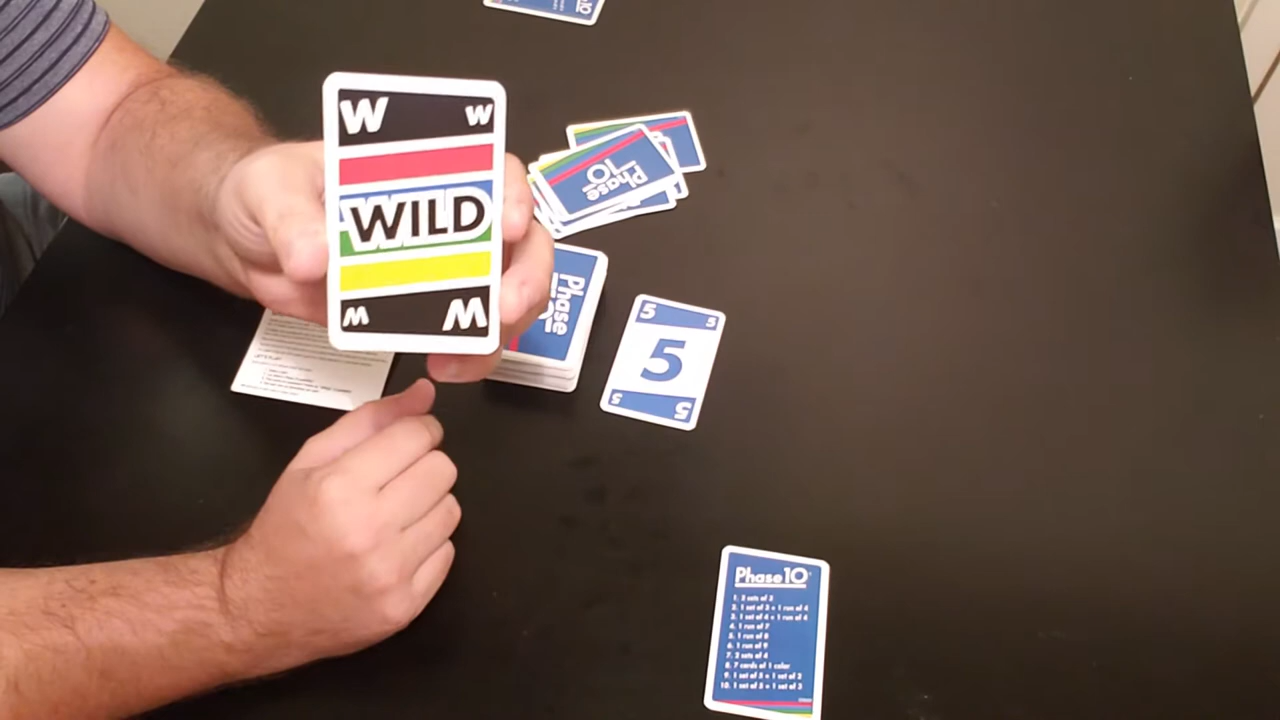 10
W W
WILD
W W
Phase
10
Phase
10
5 5
5
5 5
LET'S PLAY
Phase 10
1. 2 sets of 3
2. 1 set of 3 + 1 run of 4
3. 1 set of 4 + 1 run of 4
4. 1 run of 7
5. 1 run of 8
6. 1 run of 9
7. 2 sets of 4
8. 7 cards of 1 color
9. 1 set of 5 + 1 set of 2
10. 1 set of 5 + 1 set of 3